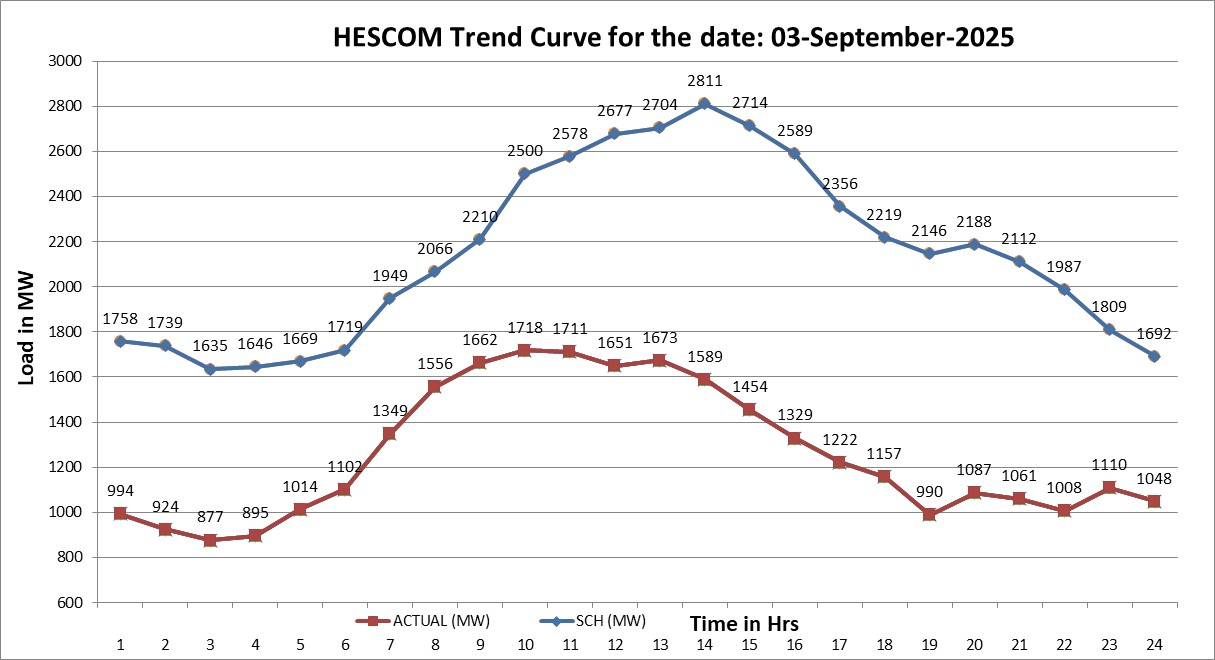 HESCOM Trend Curve for the date: 03-September-2025
3000
2800
2600
2400
2200
2000
1800
1600
1400
1200
1000
800
600
Load in MW
1758 1739 1635 1646 1669 1719 1949 2066 2210 2500 2578 2677 2704 2811 2714 2589 2356 2219 2146 2188 2112 1987 1809 1692
994 924 877 895 1014 1102 1349 1556 1662 1718 1711 1651 1673 1589 1454 1329 1222 1157 990 1087 1061 1008 1110 1048
ACTUAL (MW) SCH (MW) Time in Hrs
1 2 3 4 5 6 7 8 9 10 11 12 13 14 15 16 17 18 19 20 21 22 23 24